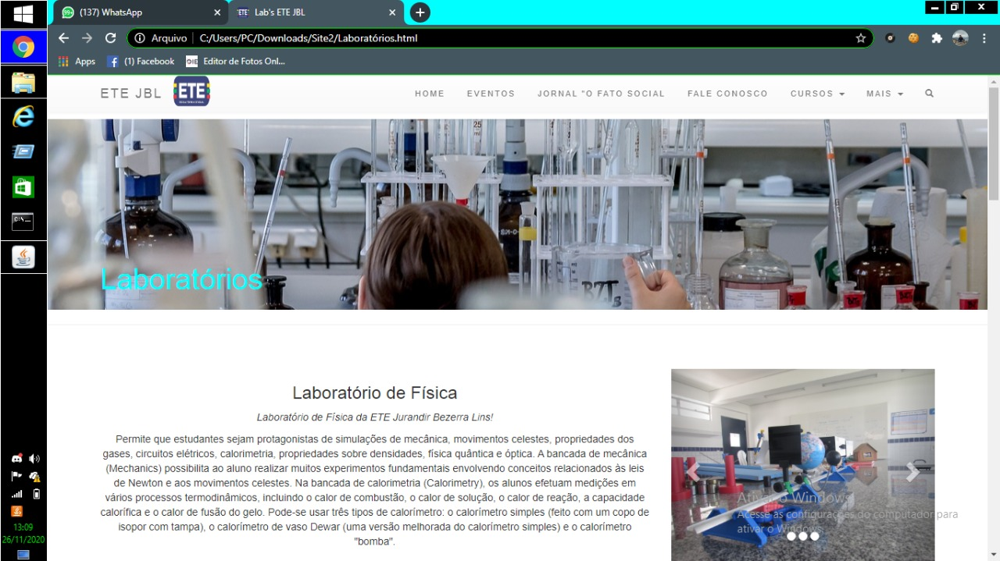 (137) WhatsApp
Lab's ETE JBL
Arquivo
C:/Users/PC/Downloads/Site2/Laboratórios.html
Apps
(1) Facebook
Editor de Fotos Onl...
ETE JBL
ETE
HOME
EVENTOS
JORNAL "O FATO SOCIAL
FALE CONOSCO
CURSOS
MAIS
Laboratórios
Laboratório de Física
Laboratório de Física da ETE Jurandir Bezerra Lins!
Permite que estudantes sejam protagonistas de simulações de mecânica, movimentos celestes, propriedades dos
gases, circuitos elétricos, calorimetria, propriedades sobre densidades, física quântica e óptica. A bancada de mecânica
(Mechanics) possibilita ao aluno realizar muitos experimentos fundamentais envolvendo conceitos relacionados às leis
de Newton e aos movimentos celestes. Na bancada de calorimetria (Calorimetry), os alunos efetuam medições em
vários processos termodinâmicos, incluindo o calor de combustão, o calor de solução, o calor de reação, a capacidade
calorífica e o calor de fusão do gelo. Pode-se usar três tipos de calorímetro: o calorímetro simples (feito com um copo de
isopor com tampa), o calorímetro de vaso Dewar (uma versão melhorada do calorímetro simples) e o calorímetro
"bomba".
Ativar o Windows
Acesse as configurações do computador para
ativar o Windows.
13:09
26/11/2020